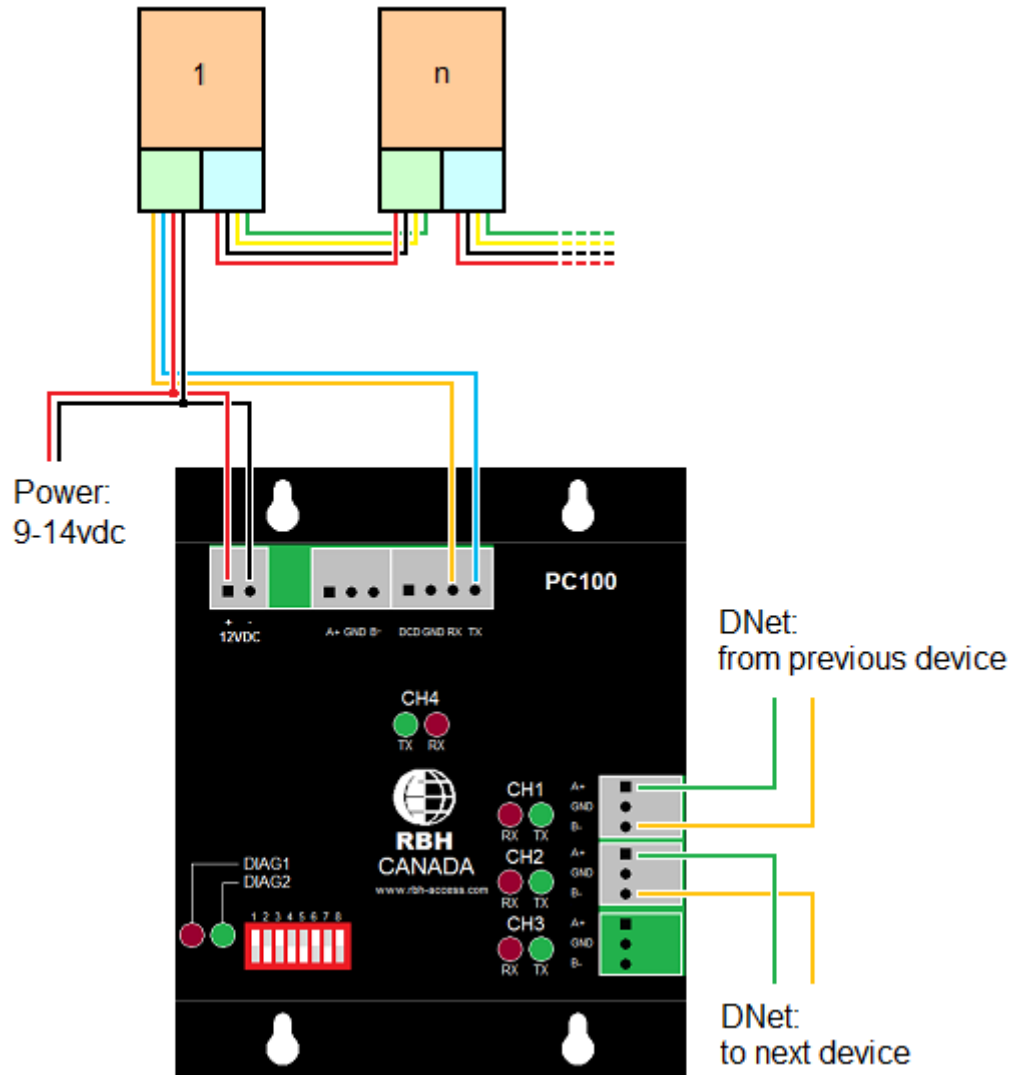 1
n
Power:
9-14vdc
PC100
+ -
12VDC
A+ GND B-
DCD GND RX TX
DNet:
from previous device
CH4
TX RX
RBH
CANADA
www.rbh-access.com
CH1
RX TX
A+
GND
B-
CH2
RX TX
A+
GND
B-
CH3
RX TX
A+
GND
B-
DIAG1
DIAG2
1 2 3 4 5 6 7 8
DNet:
to next device